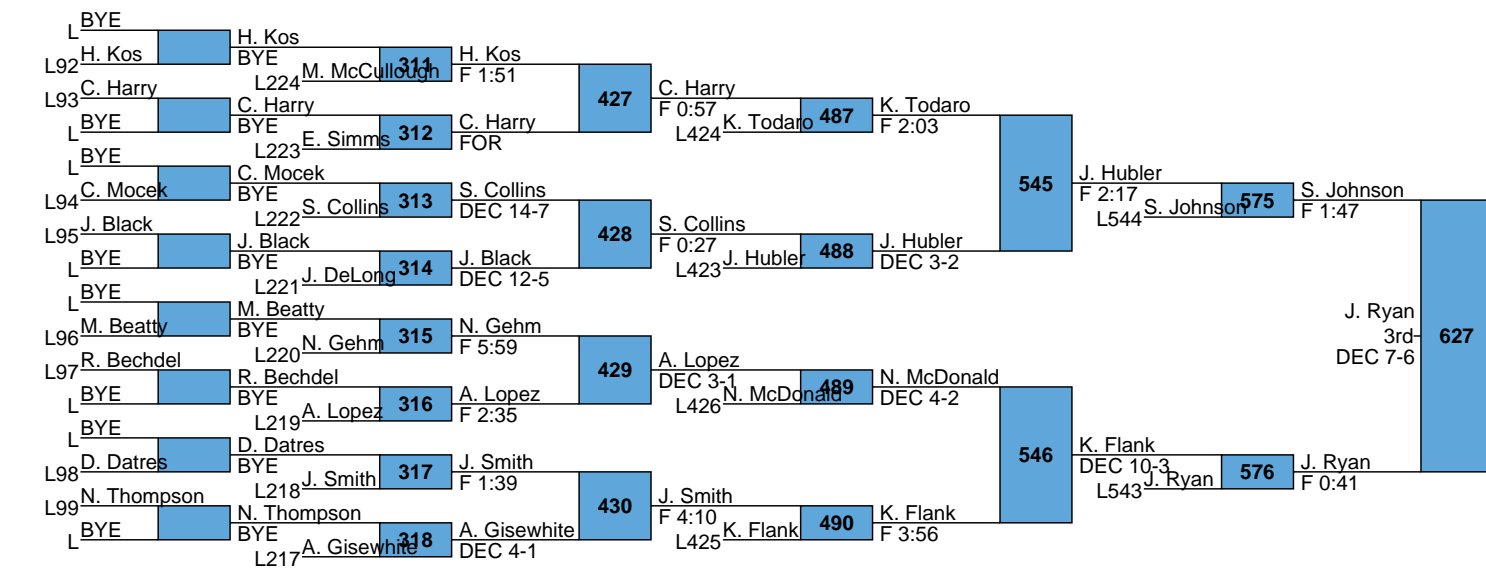 BYE
L
H. Kos
L92
H. Kos
BYE
M. McCullough
L224
311
H. Kos
F 1:51
C. Harry
L93
BYE
L
C. Harry
BYE
E. Simms
L223
312
C. Harry
FOR
427
C. Harry
F 0:57
K. Todaro
L424
487
K. Todaro
F 2:03
BYE
L
C. Mocek
L94
C. Mocek
BYE
S. Collins
L222
313
S. Collins
DEC 14-7
J. Black
L95
BYE
L
J. Black
BYE
J. DeLong
L221
314
J. Black
DEC 12-5
428
S. Collins
F 0:27
J. Hubler
L423
488
J. Hubler
DEC 3-2
545
J. Hubler
F 2:17
S. Johnson
L544
575
S. Johnson
F 1:47
BYE
L
M. Beatty
L96
M. Beatty
BYE
N. Gehm
L220
315
N. Gehm
F 5:59
R. Bechdel
L97
BYE
L
R. Bechdel
BYE
A. Lopez
L219
316
A. Lopez
F 2:35
429
A. Lopez
DEC 3-1
N. McDonald
L426
489
N. McDonald
DEC 4-2
BYE
L
D. Datres
L98
D. Datres
BYE
J. Smith
L218
317
J. Smith
F 1:39
N. Thompson
L99
BYE
L
N. Thompson
BYE
A. Gisewhite
L217
318
A. Gisewhite
DEC 4-1
430
J. Smith
F 4:10
K. Flank
L425
490
K. Flank
F 3:56
546
K. Flank
DEC 10-3
J. Ryan
L543
576
J. Ryan
F 0:41
627
J. Ryan
3rd
DEC 7-6